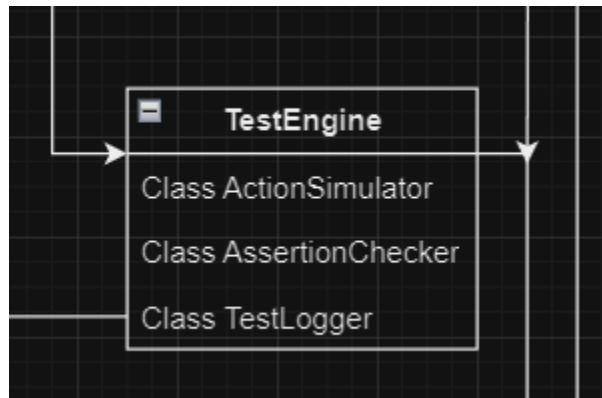 TestEngine
Class ActionSimulator
Class AssertionChecker
Class TestLogger